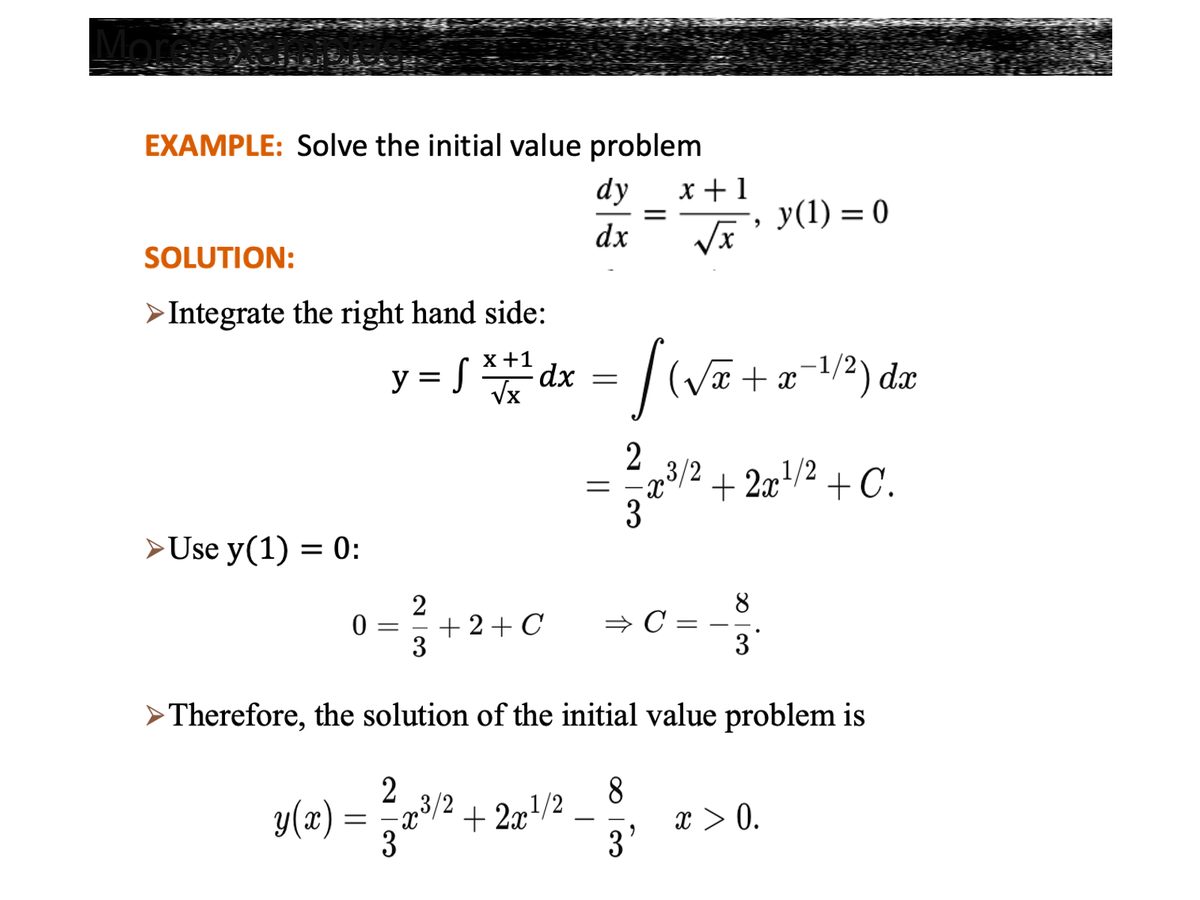 More examples
EXAMPLE: Solve the initial value problem
dy/dx = (x + 1)/√x, y(1) = 0
SOLUTION:
➢Integrate the right hand side:
y = ∫ (x +1)/√x dx = ∫(√x + x^{-1/2}) dx
= 2/3 x^{3/2} + 2x^{1/2} + C.
➢Use y(1) = 0:
0 = 2/3 + 2 + C ⇒ C = −8/3.
➢Therefore, the solution of the initial value problem is
y(x) = 2/3 x^{3/2} + 2x^{1/2} − 8/3, x > 0.